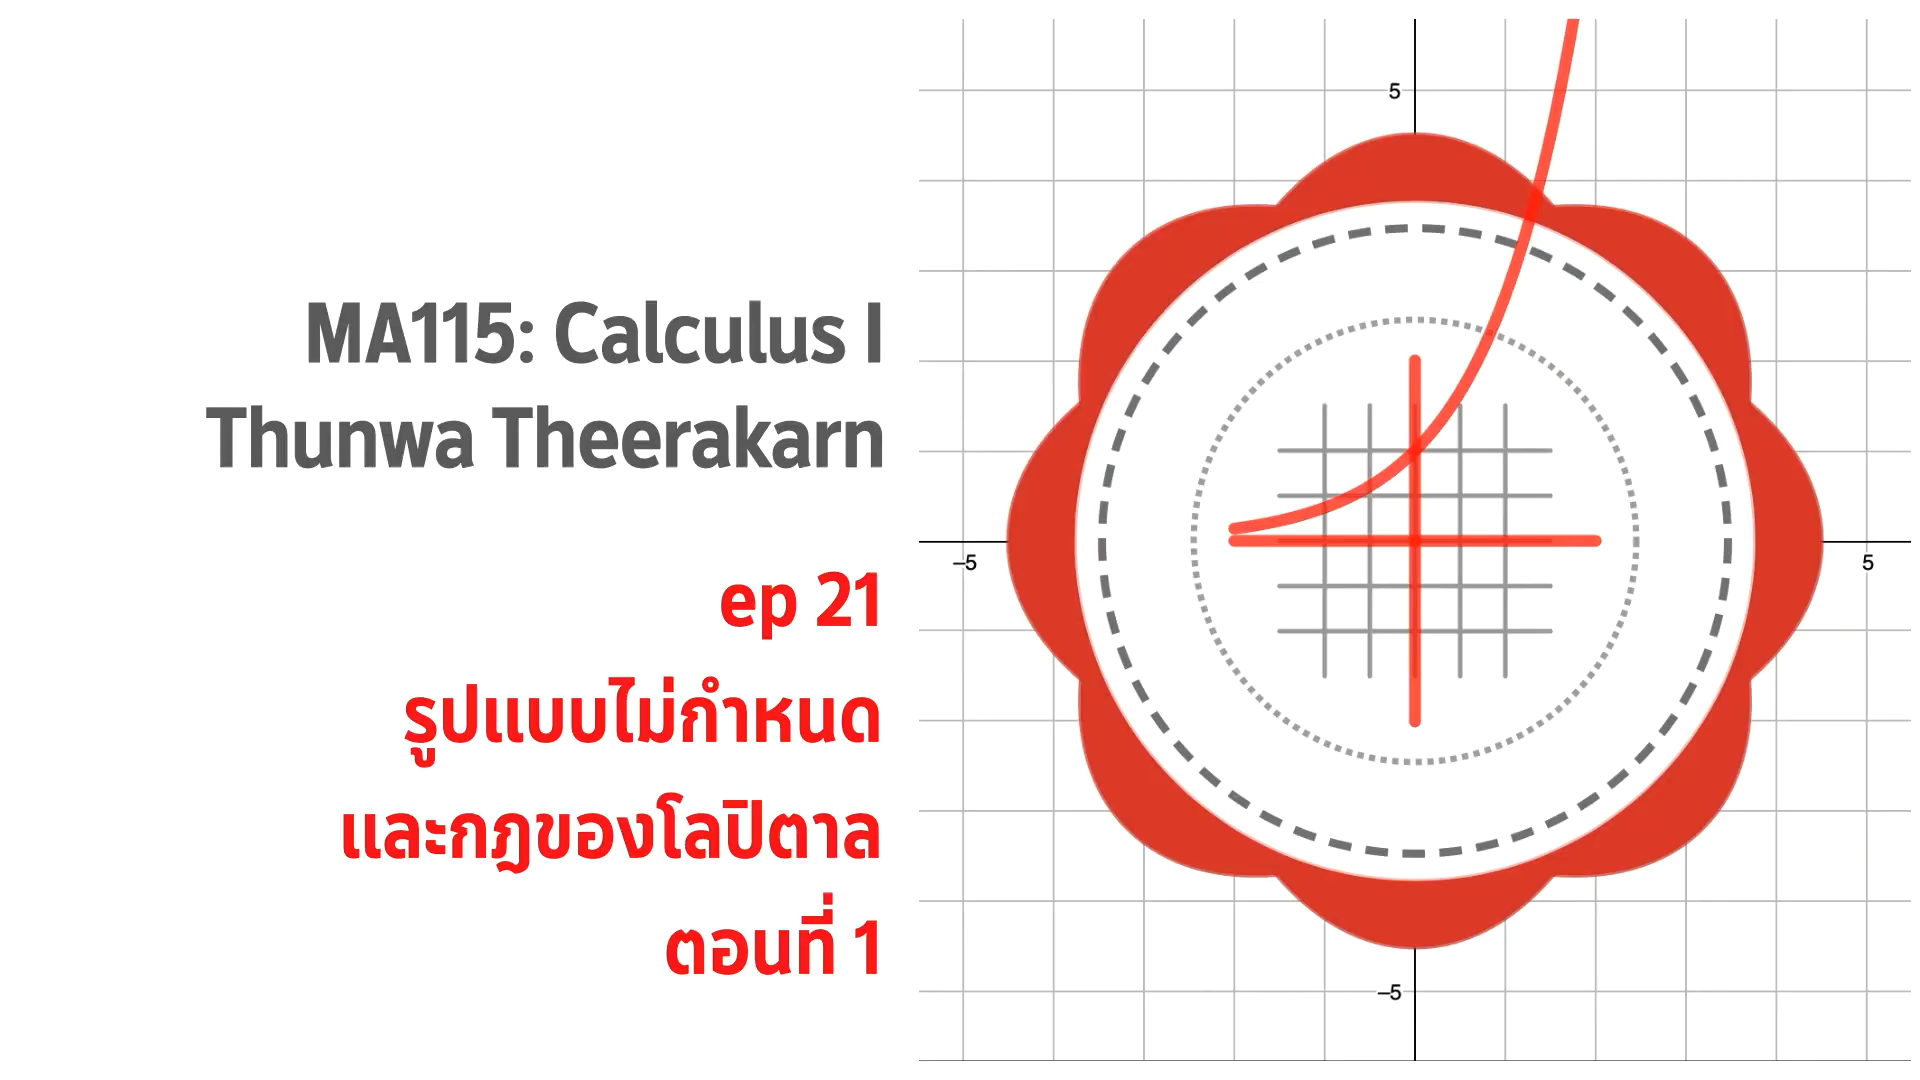 MA115: Calculus I
Thunwa Theerakarn
ep 21
รูปแบบไม่กำหนด
และกฎของโลปิตาล
ตอนที่ 1
5
–5
5
–5